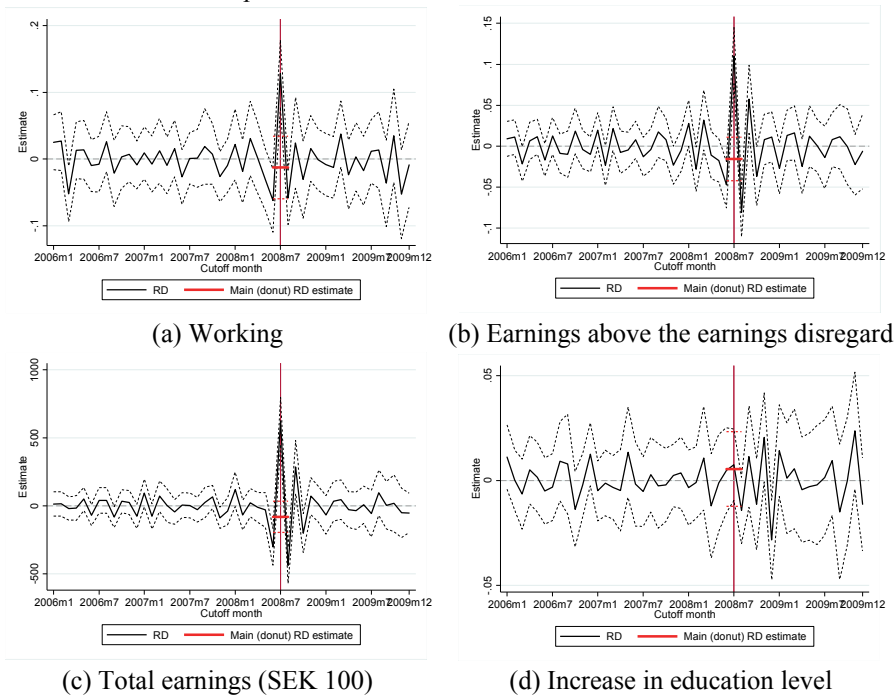 .2
.1
0
-.1
Estimate
2006m1 2006m7 2007m1 2007m7 2008m1 2008m7 2009m1 2009m7 2009m12
Cutoff month
RD Main (donut) RD estimate
(a) Working
.15
.1
.05
0
-.05
-.1
Estimate
2006m1 2006m7 2007m1 2007m7 2008m1 2008m7 2009m1 2009m7 2009m12
Cutoff month
RD Main (donut) RD estimate
(b) Earnings above the earnings disregard
1000
500
0
-500
Estimate
2006m1 2006m7 2007m1 2007m7 2008m1 2008m7 2009m1 2009m7 2009m12
Cutoff month
RD Main (donut) RD estimate
(c) Total earnings (SEK 100)
.05
0
-.05
Estimate
2006m1 2006m7 2007m1 2007m7 2008m1 2008m7 2009m1 2009m7 2009m12
Cutoff month
RD Main (donut) RD estimate
(d) Increase in education level